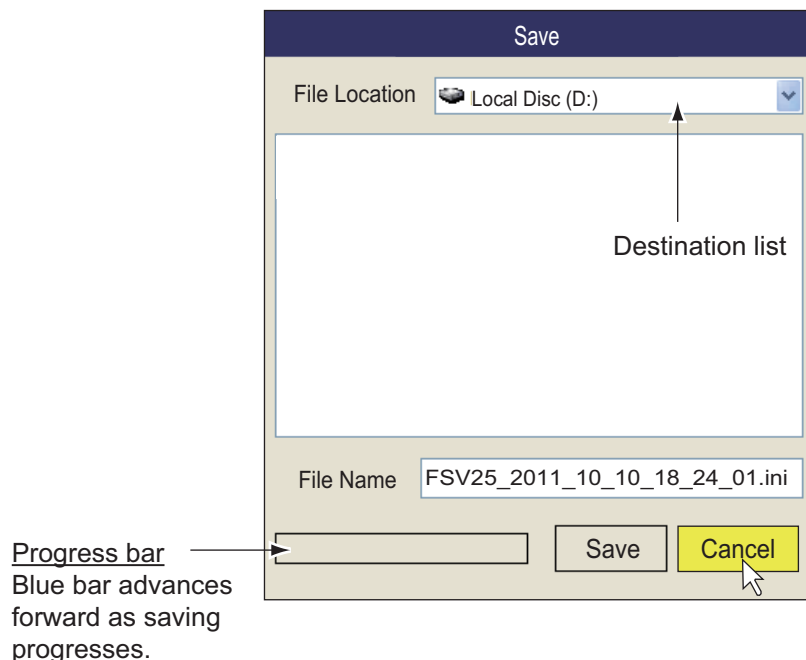 Save
File Location
Local Disc (D:)
Destination list
File Name
FSV25_2011_10_10_18_24_01.ini
Save
Cancel
Progress bar
Blue bar advances
forward as saving
progresses.